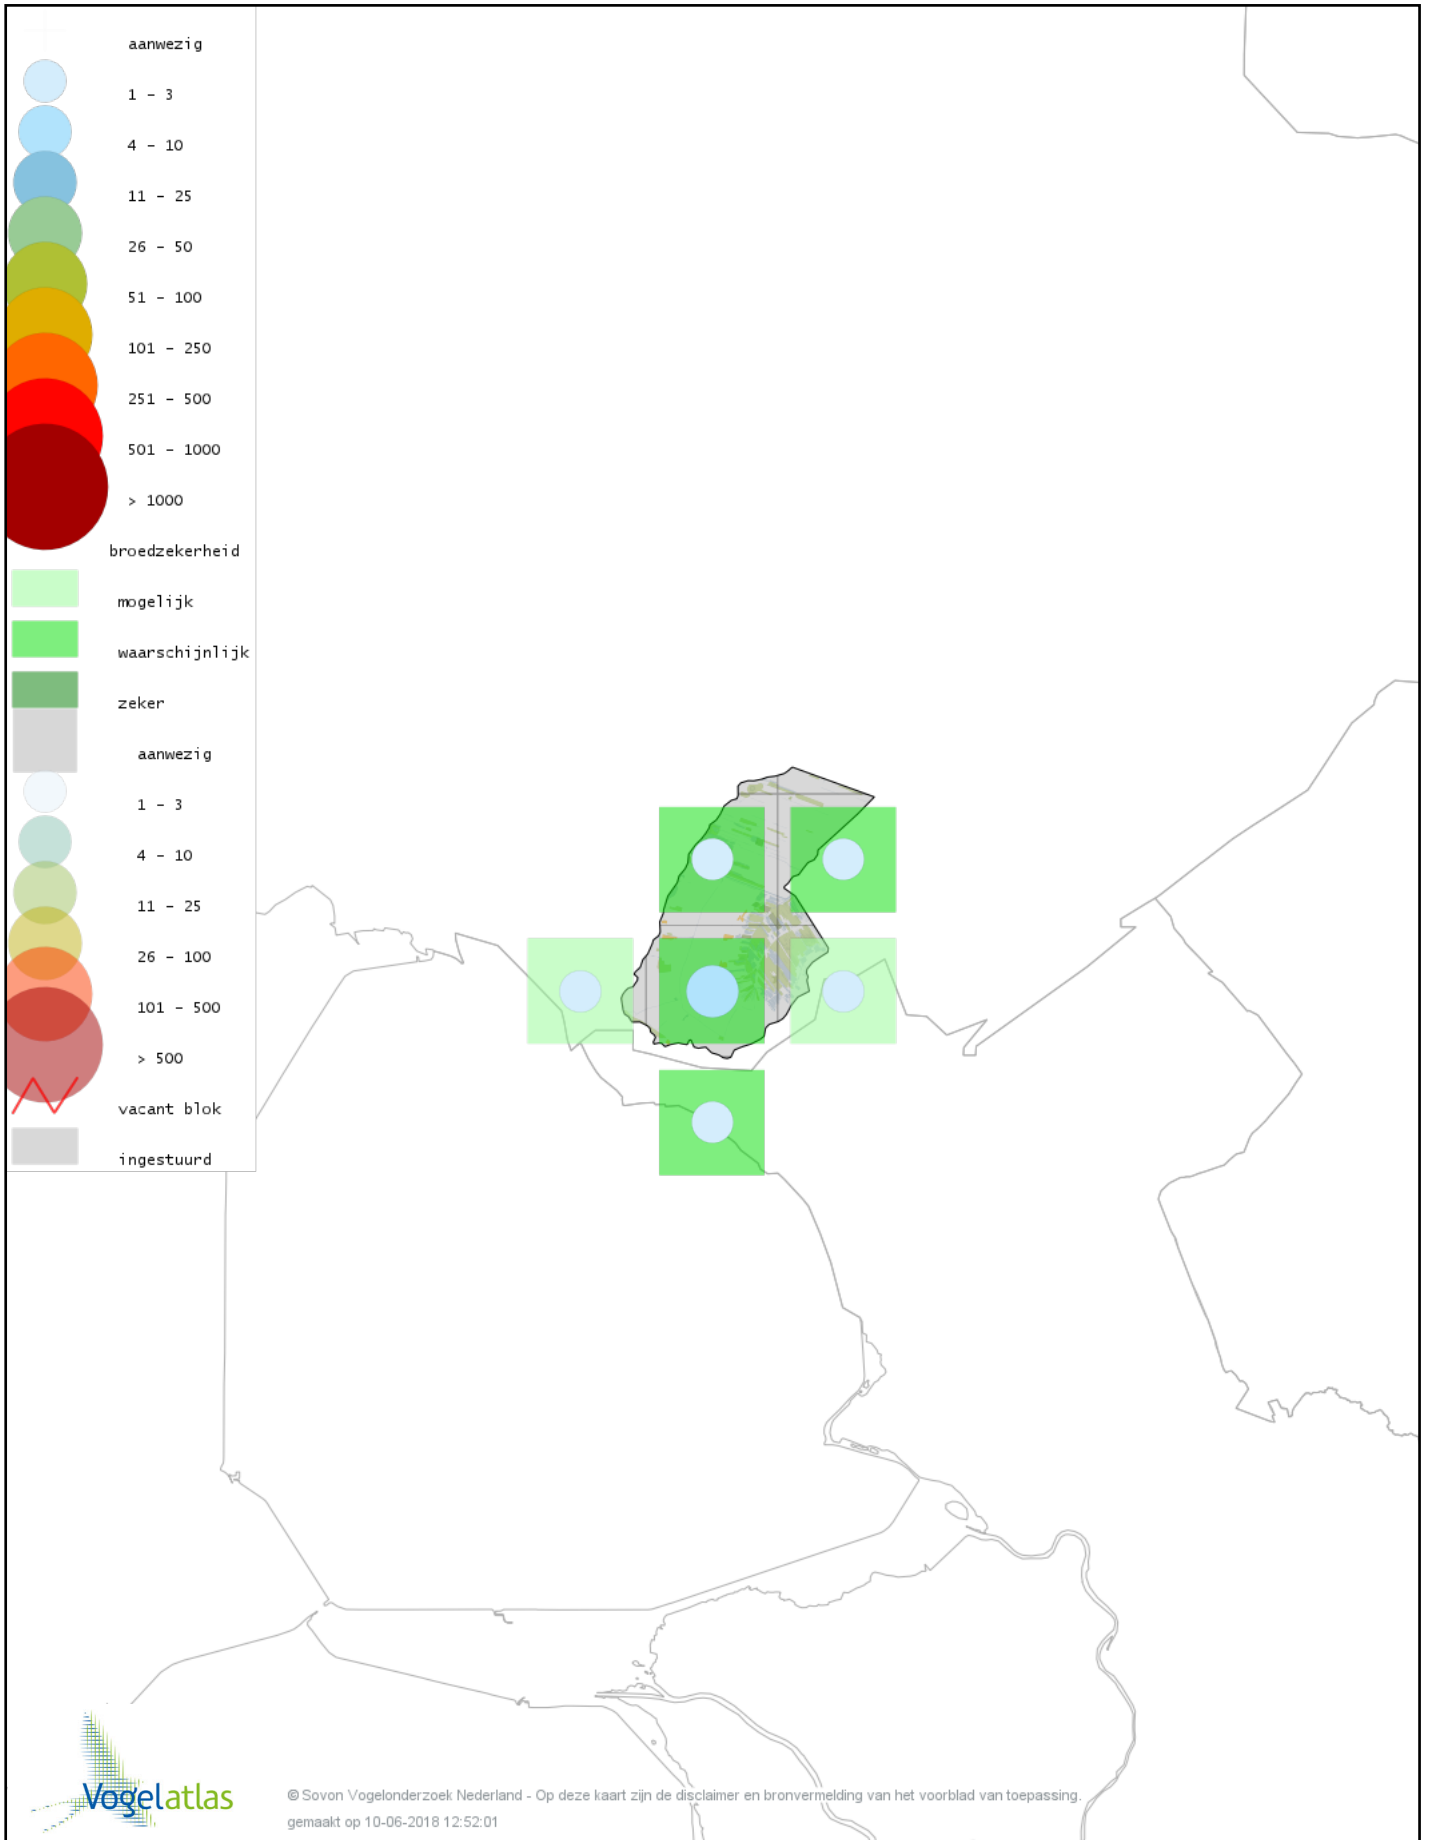 aanwezig
1 - 3
4 - 10
11 - 25
26 - 50
51 - 100
101 - 250
251 - 500
501 - 1000
> 1000
broedzekerheid
mogelijk
waarschijnlijk
zeker
aanwezig
1 - 3
4 - 10
11 - 25
26 - 100
101 - 500
> 500
vacant blok
ingestuurd
Vogelatlas
© Sovon Vogelonderzoek Nederland - Op deze kaart zijn de disclaimer en bronvermelding van het voorblad van toepassing.
gemaakt op 10-06-2018 12:52:01